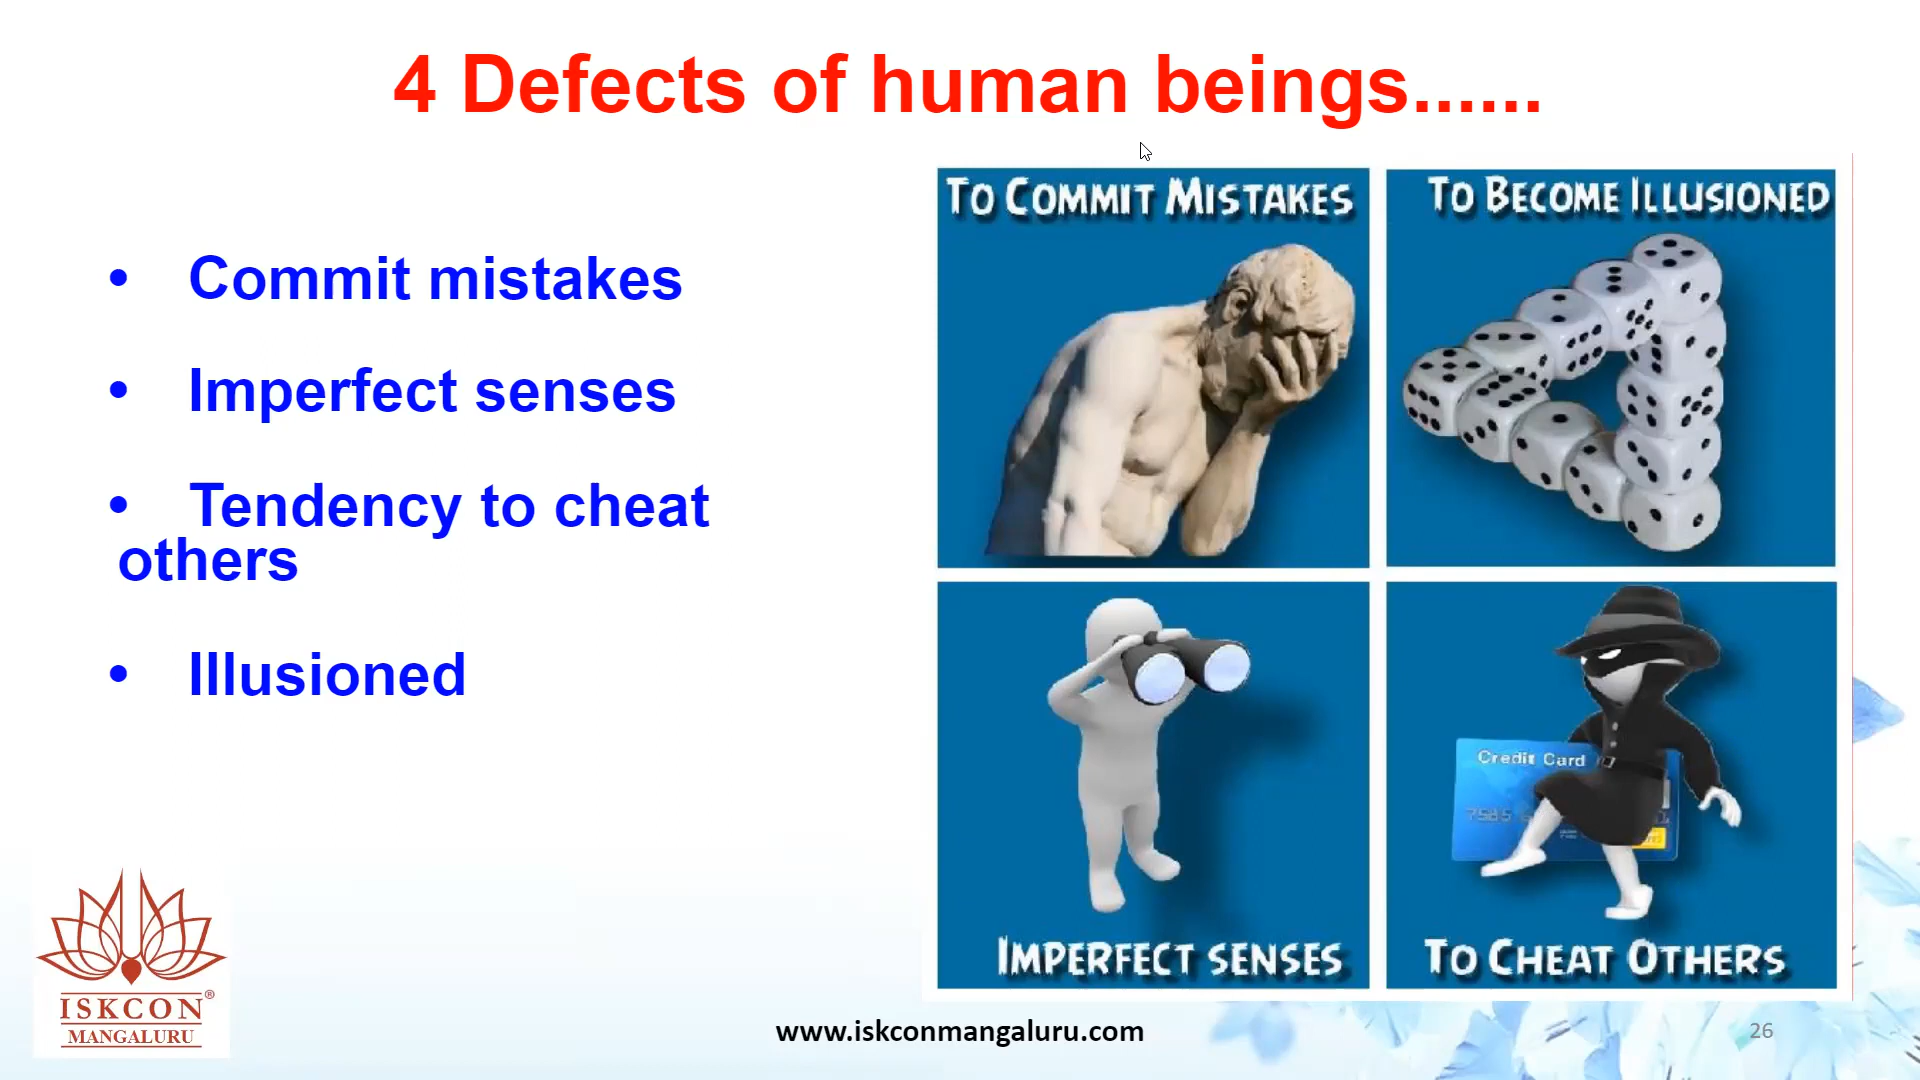 4 Defects of human beings......
• Commit mistakes
• Imperfect senses
• Tendency to cheat
others
• Illusioned
TO COMMIT MISTAKES
TO BECOME ILLUSIONED
Credit Card
IMPERFECT SENSES
TO CHEAT OTHERS
ISKCON®
MANGALURU
www.iskconmangaluru.com
26